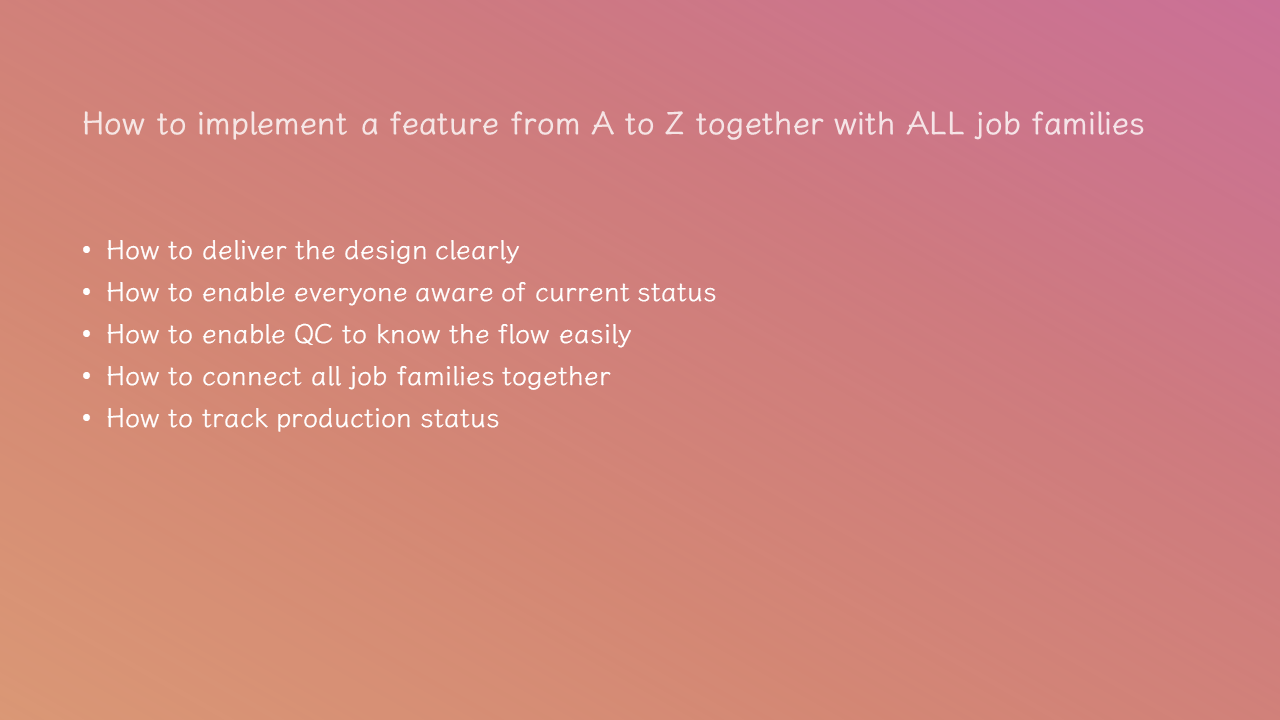 How to implement a feature from A to Z together with ALL job families
• How to deliver the design clearly
• How to enable everyone aware of current status
• How to enable QC to know the flow easily
• How to connect all job families together
• How to track production status